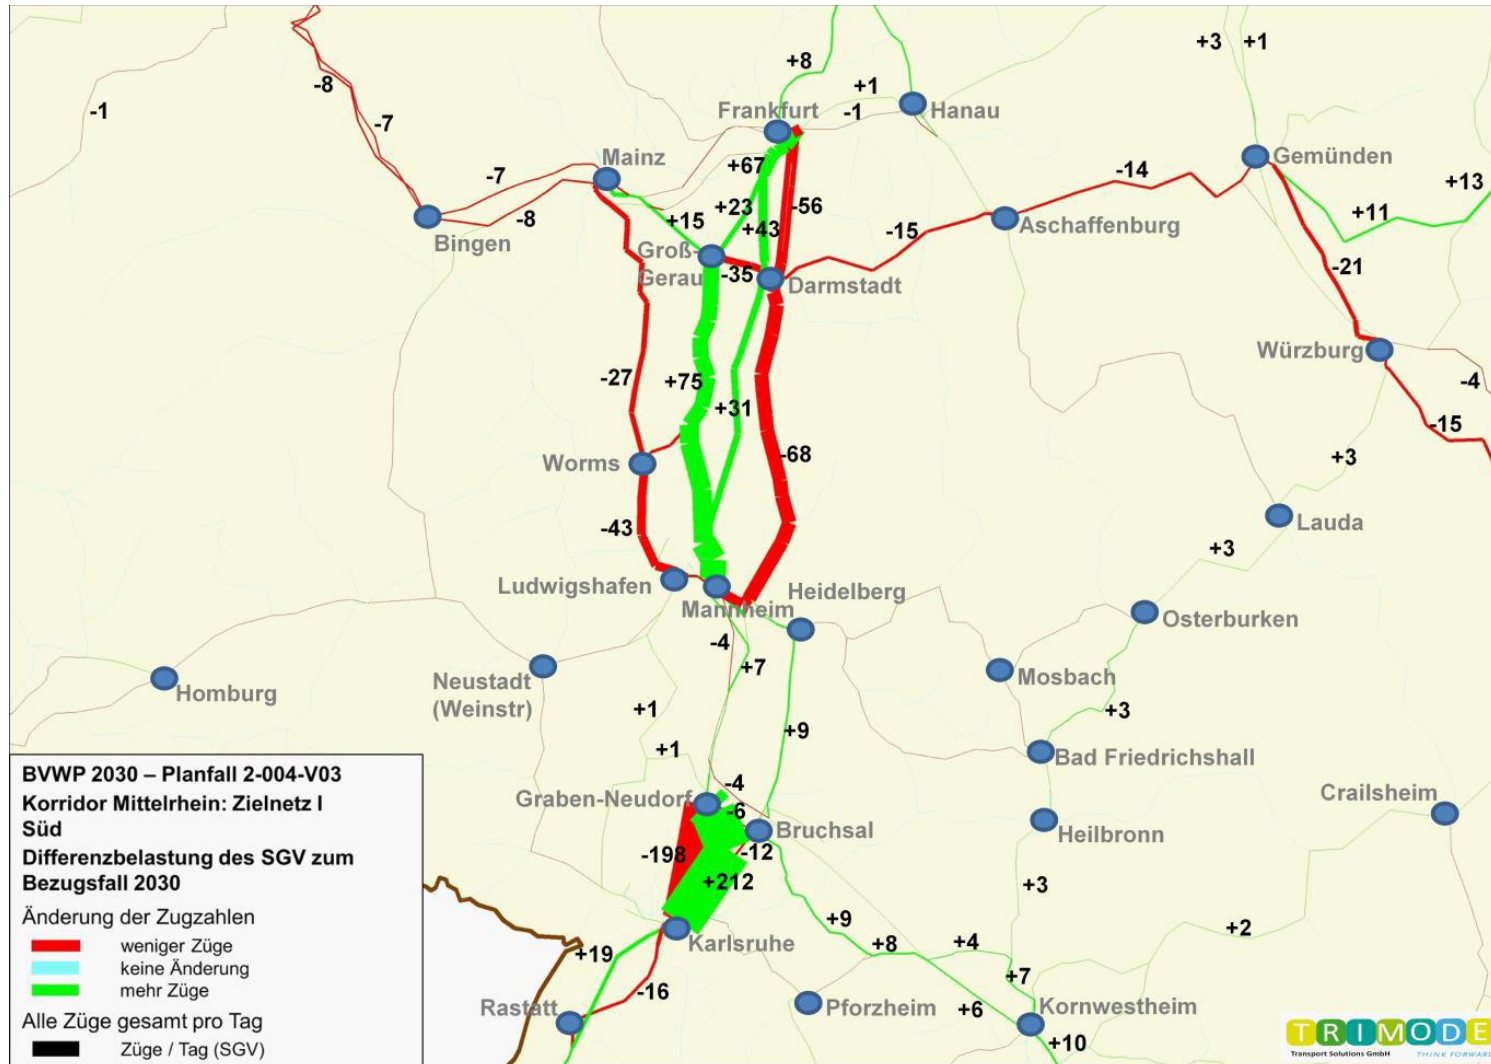 +3
+1
+8
-8
-1
+1
Frankfurt
-1
Hanau
-7
Mainz
+67
Gemünden
-14
+13
-7
+23
-56
+11
-8
+15
+43
-15
Aschaffenburg
Bingen
Groß-
Gerau
-35
Darmstadt
-21
Würzburg
-27
+75
-4
+31
-15
-68
+3
Worms
-43
Lauda
+3
Ludwigshafen
Mannheim
Heidelberg
Osterburken
-4
+7
Neustadt
(Weinstr)
Homburg
Mosbach
+1
+3
+9
+1
Bad Friedrichshall
-4
Graben-Neudorf
-6
Crailsheim
Bruchsal
Heilbronn
-198
-12
+212
+3
+9
+2
Karlsruhe
+8
+4
+19
-16
+7
Rastatt
Pforzheim
+6
Kornwestheim
+10
BVWP 2030 – Planfall 2-004-V03
Korridor Mittelrhein: Zielnetz I
Süd
Differenzbelastung des SGV zum
Bezugsfall 2030
Änderung der Zugzahlen
weniger Züge
keine Änderung
mehr Züge
Alle Züge gesamt pro Tag
Züge / Tag (SGV)
TRIMODE
Transport Solutions GmbH
THINK FORWARD